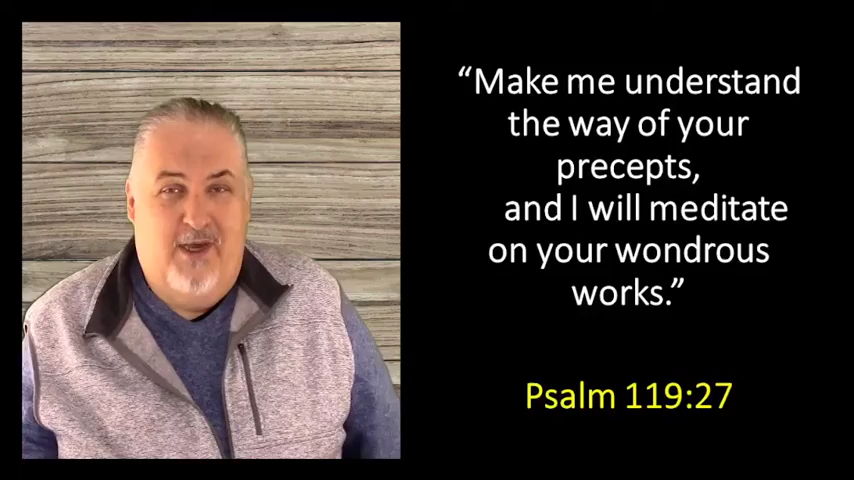 “Make me understand
the way of your
precepts,
and I will meditate
on your wondrous
works.”
Psalm 119:27